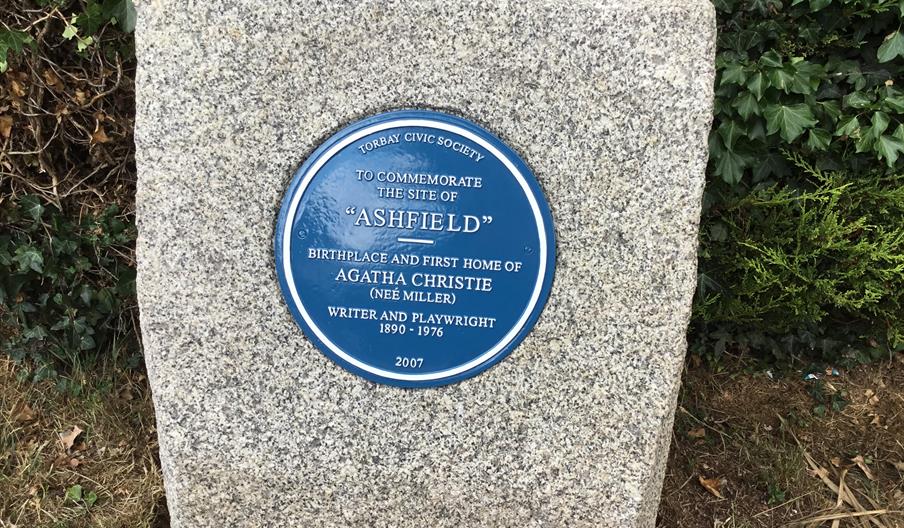 TORBAY CIVIC SOCIETY
TO COMMEMORATE
THE SITE OF
"ASHFIELD"
BIRTHPLACE AND FIRST HOME OF
AGATHA CHRISTIE
(NEÉ MILLER)
WRITER AND PLAYWRIGHT
1890 - 1976
2007